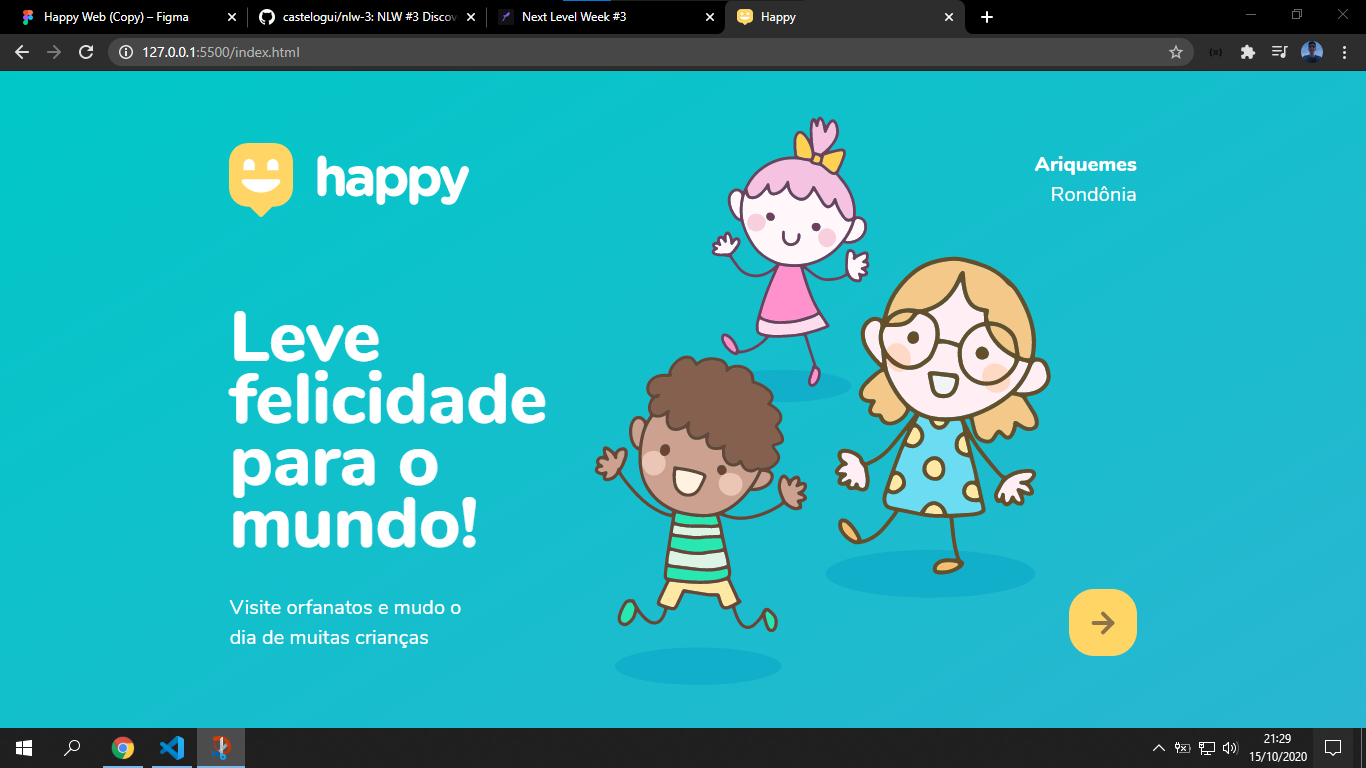 Happy Web (Copy) – Figma
castelogui/nlw-3: NLW #3 Discov
Next Level Week #3
Happy
127.0.0.1:5500/index.html
happy
Ariquemes
Rondônia
Leve
felicidade
para o
mundo!
Visite orfanatos e mudo o
dia de muitas crianças
21:29
15/10/2020